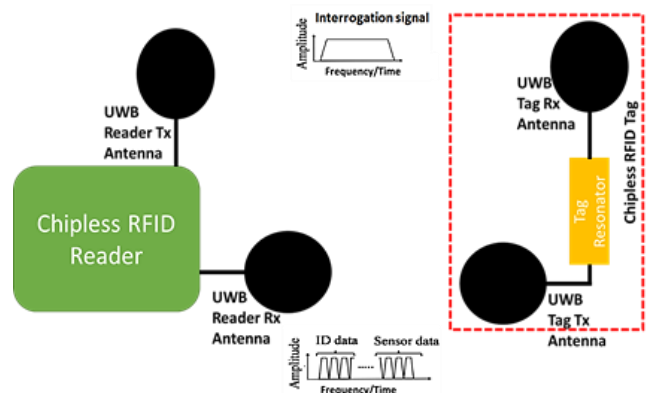 Interrogation signal
Amplitude
Frequency/Time
UWB
Reader Tx
Antenna
Chipless RFID
Reader
UWB
Reader Rx
Antenna
UWB
Tag Rx
Antenna
Tag
Resonator
Chipless RFID Tag
UWB
Tag Tx
Antenna
ID data
Sensor data
Amplitude
Frequency/Time